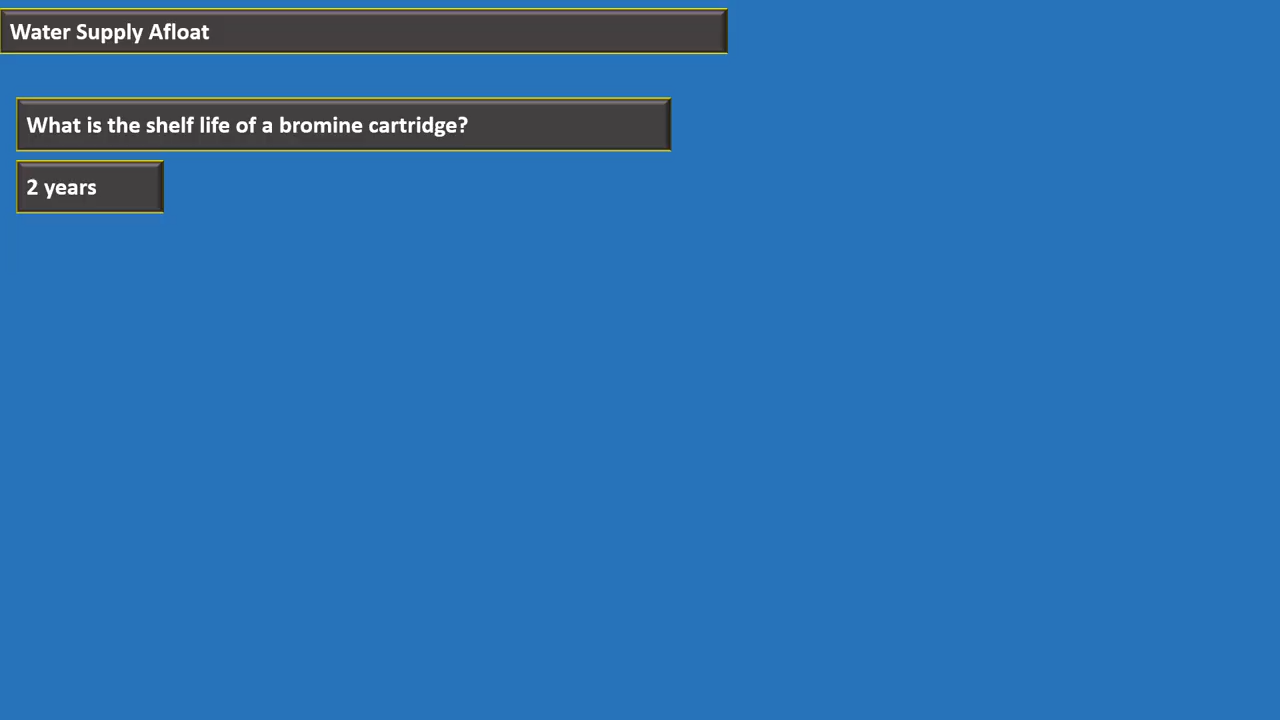 Water Supply Afloat
What is the shelf life of a bromine cartridge?
2 years